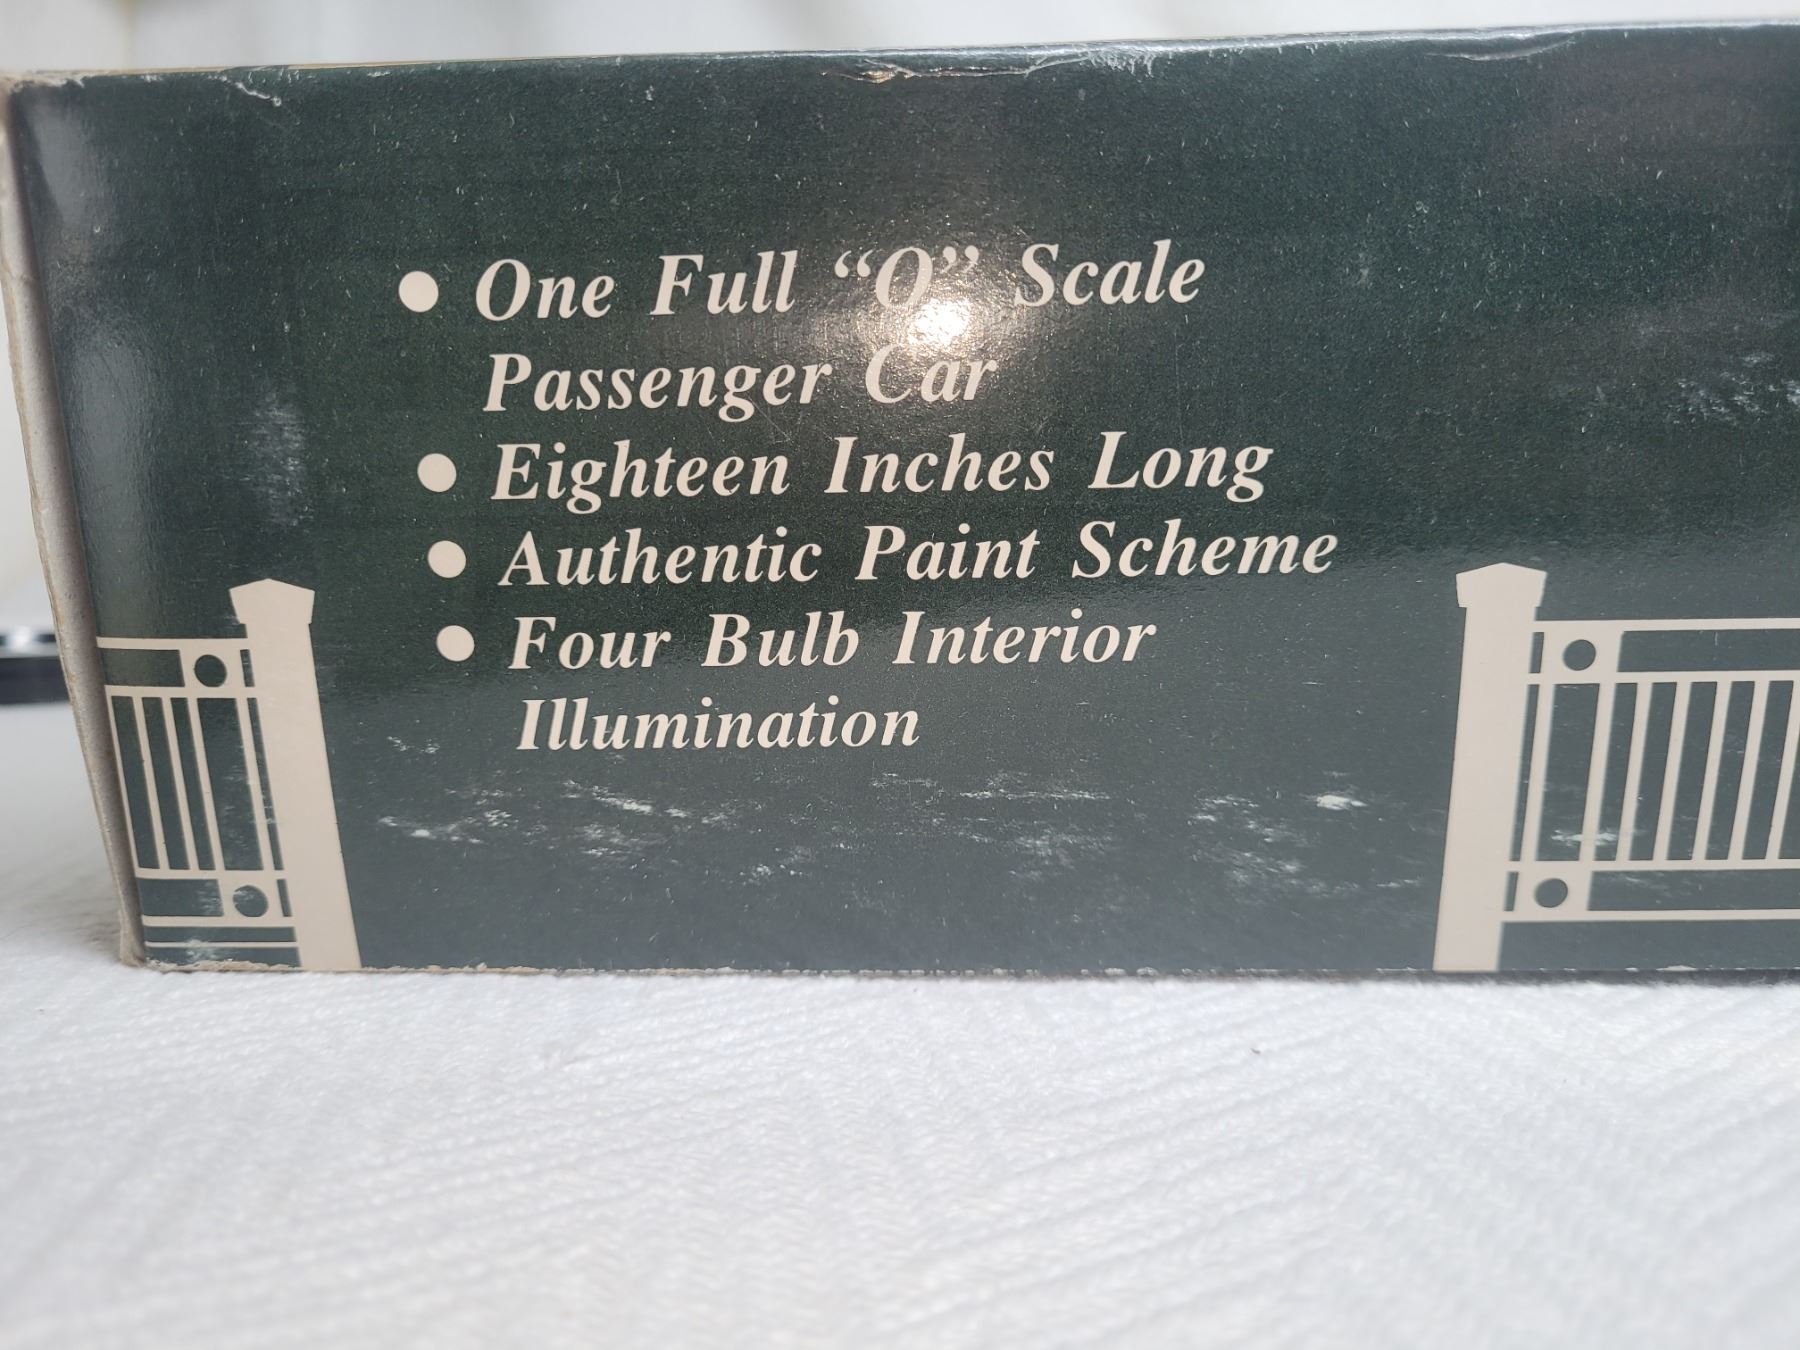 • One Full “O” Scale
Passenger Car
• Eighteen Inches Long
• Authentic Paint Scheme
• Four Bulb Interior
Illumination